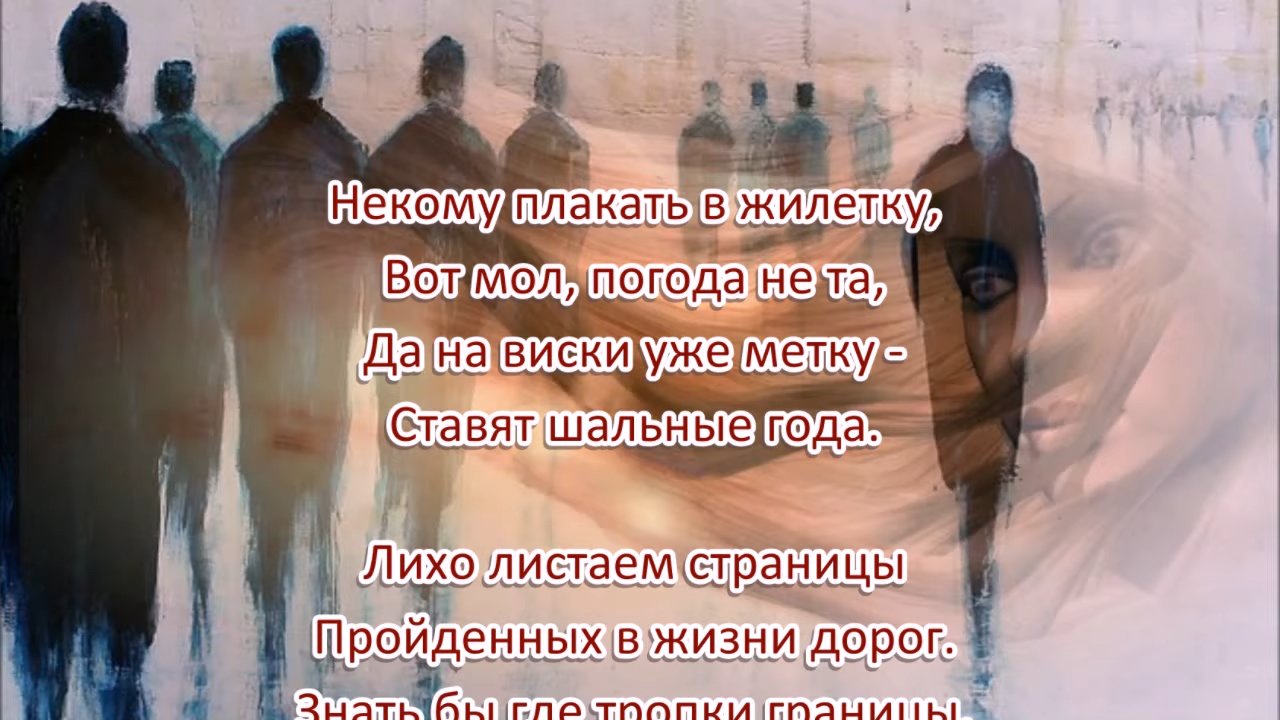 Некому плакать в жилетку,
Вот мол, погода не та,
Да на виски уже метку -
Ставят шальные года.
Лихо листаем страницы
Пройденных в жизни дорог.
Знать бы где тропки границы,